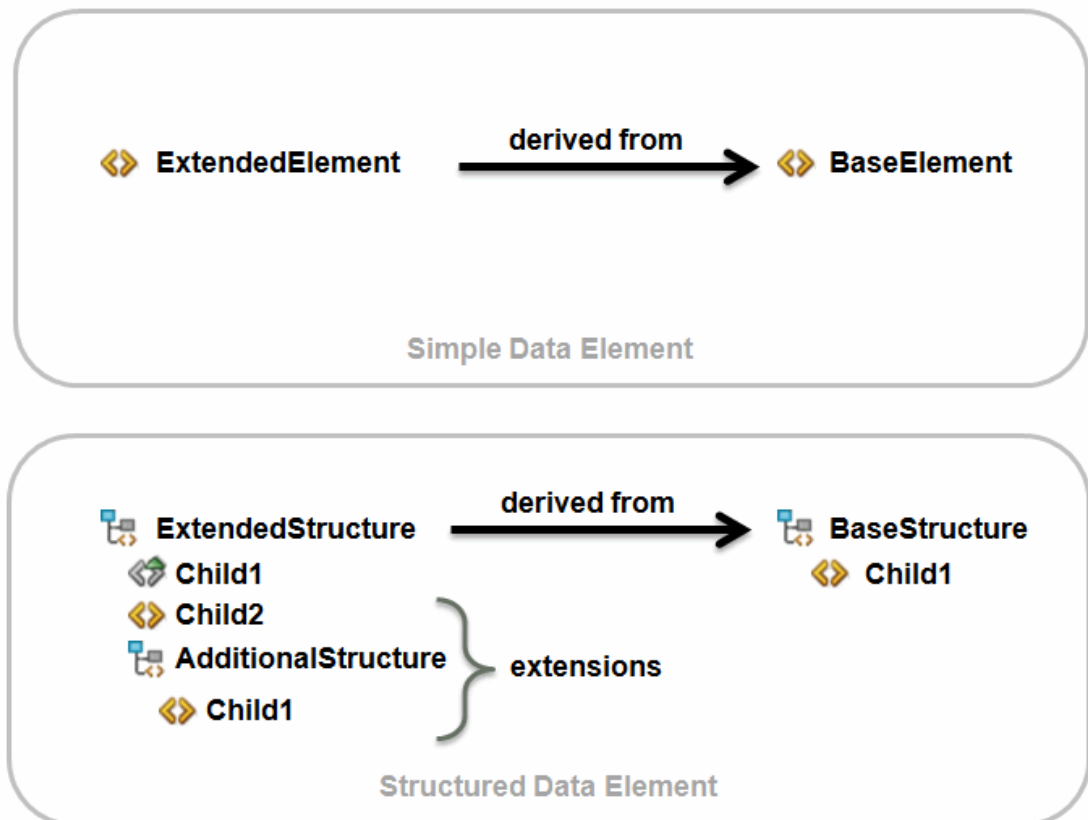 derived from
ExtendedElement
BaseElement
Simple Data Element
derived from
ExtendedStructure
BaseStructure
Child1
Child1
Child2
AdditionalStructure
extensions
Child1
Structured Data Element